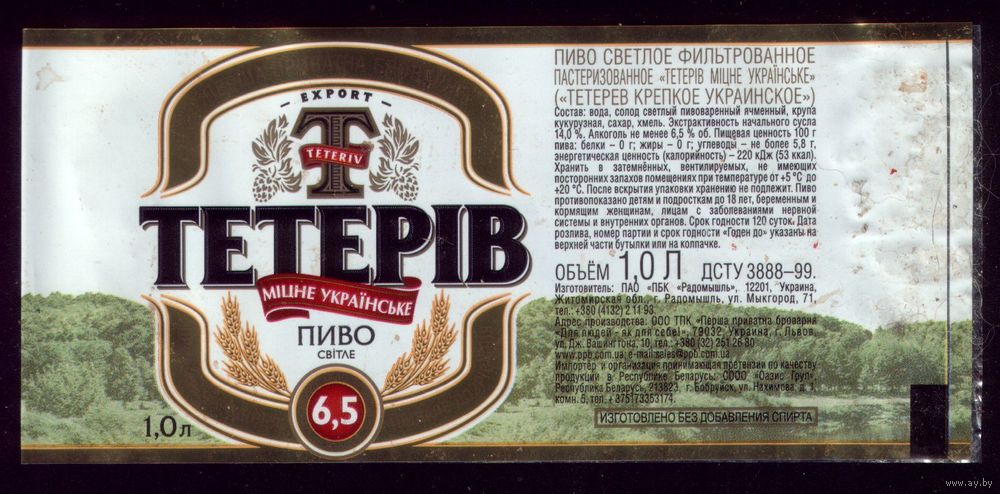 - EXPORT -
T
TETERIV
ТЕТЕРІВ
МІЦНЕ УКРАЇНСЬКЕ
ПИВО
СВІТЛЕ
6,5
1,0 л
ПИВО СВЕТЛОЕ ФИЛЬТРОВАННОЕ
ПАСТЕРИЗОВАННОЕ «ТЕТЕРІВ МІЦНЕ УКРАЇНСЬКЕ»
(«ТЕТЕРЕВ КРЕПКОЕ УКРАИНСКОЕ»)
Состав: вода, солод светлый пивоваренный ячменный, крупа
кукурузная, сахар, хмель. Экстрактивность начального сусла
14,0 %. Алкоголь не менее 6,5 % об. Пищевая ценность 100 г
пива: белки – 0 г; жиры – 0 г; углеводы – не более 5,8 г,
энергетическая ценность (калорийность) – 220 кДж (53 ккал).
Хранить в затемнённых, вентилируемых, не имеющих
посторонних запахов помещениях при температуре от +5 °С до
+20 °С. После вскрытия упаковки хранению не подлежит. Пиво
противопоказано детям и подросткам до 18 лет, беременным и
кормящим женщинам, лицам с заболеваниями нервной
системы и внутренних органов. Срок годности 120 суток. Дата
розлива, номер партии и срок годности «Годен до» указаны на
верхней части бутылки или на колпачке.
ОБЪЁМ 1,0 Л ДСТУ 3888–99.
Изготовитель: ПАО «ПБК «Радомышль», 12201, Украина,
Житомирская обл., г. Радомышль, ул. Мыкгород, 71,
тел.: +380 (4132) 2 11 93.
Адрес производства: ООО ТПК «Перша приватна броварня
«Для людей - як для себе!», 79032, Украина, г. Львов,
ул. Дж. Вашингтона, 10, тел.: +380 (32) 251 26 80
www.ppb.com.ua; e-mail:sales@ppb.com.ua
Импортёр и организация принимающая претензии по качеству
продукции в Республике Беларусь: СООО «Оазис Груп»,
Республика Беларусь, 213823, г. Бобруйск, ул. Нахимова, д. 1,
комн. 5, тел.: + 375173353174.
ИЗГОТОВЛЕНО БЕЗ ДОБАВЛЕНИЯ СПИРТА
www.ay.by